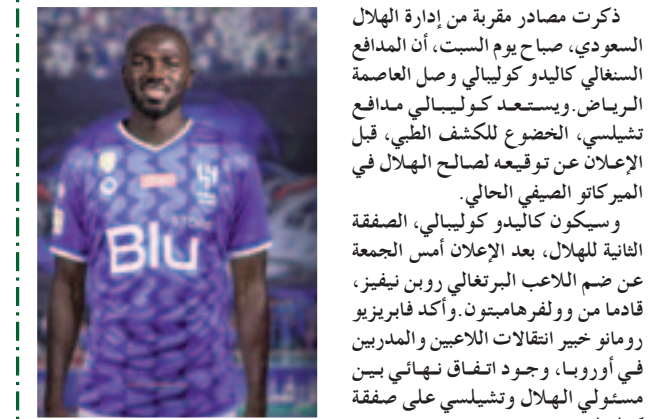 ذكرت مصادر مقربة من إدارة الهلال
السعودي، صباح يوم السبت، أن المدافع
السنغالي كاليدو كوليبالي وصل العاصمة
الرياض.ويستعد كوليبالي مدافع
تشيلسي، الخضوع للكشف الطبي، قبل
الإعلان عن توقيعه لصالح الهلال في
الميركاتو الصيفي الحالي.
وسيكون كاليدو كوليبالي، الصفقة
الثانية للهلال، بعد الإعلان أمس الجمعة
عن ضم اللاعب البرتغالي روبن نيفيز،
قادما من وولفرهامبتون.وأكد فابريزيو
رومانو خبير انتقالات اللاعبين والمدربين
في أوروبا، وجود اتفاق نهائي بين
مسئولي الهلال وتشيلسي على صفقة
Blu